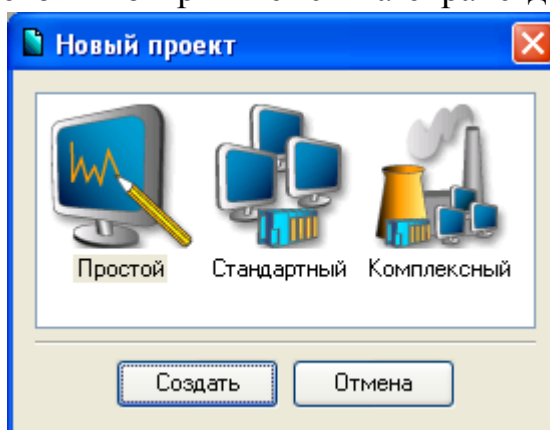 Новый проект
Простой
Стандартный
Комплексный
Создать
Отмена